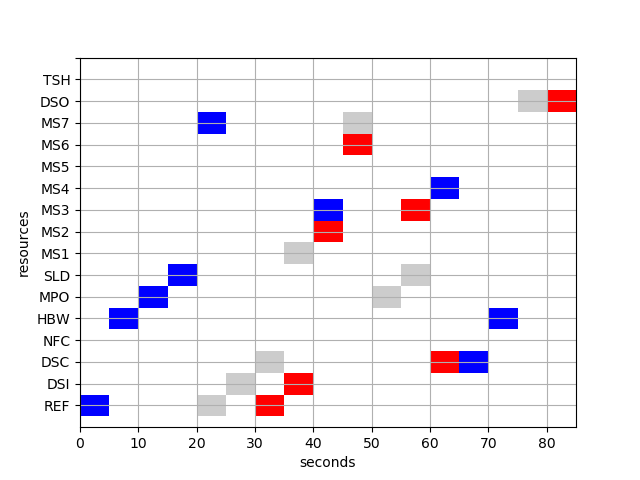 TSH
DSO
MS7
MS6
MS5
MS4
MS3
MS2
MS1
SLD
MPO
HBW
NFC
DSC
DSI
REF
resources
0 10 20 30 40 50 60 70 80
seconds